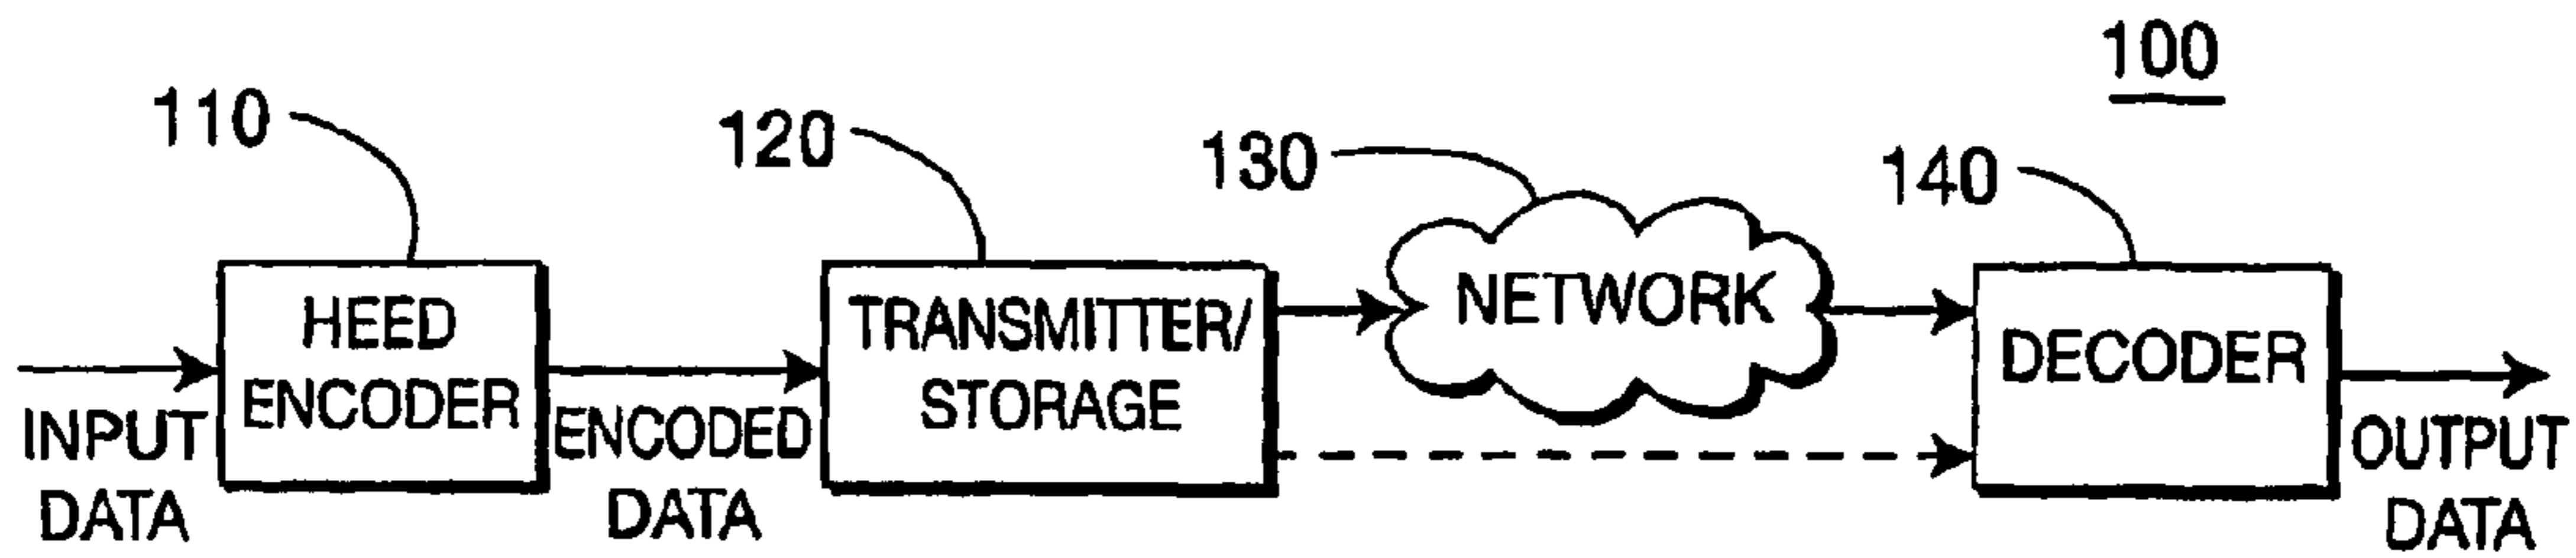 100
110
120
130
140
HEED
ENCODER
TRANSMITTER/
STORAGE
NETWORK
DECODER
INPUT
DATA
ENCODED
DATA
OUTPUT
DATA